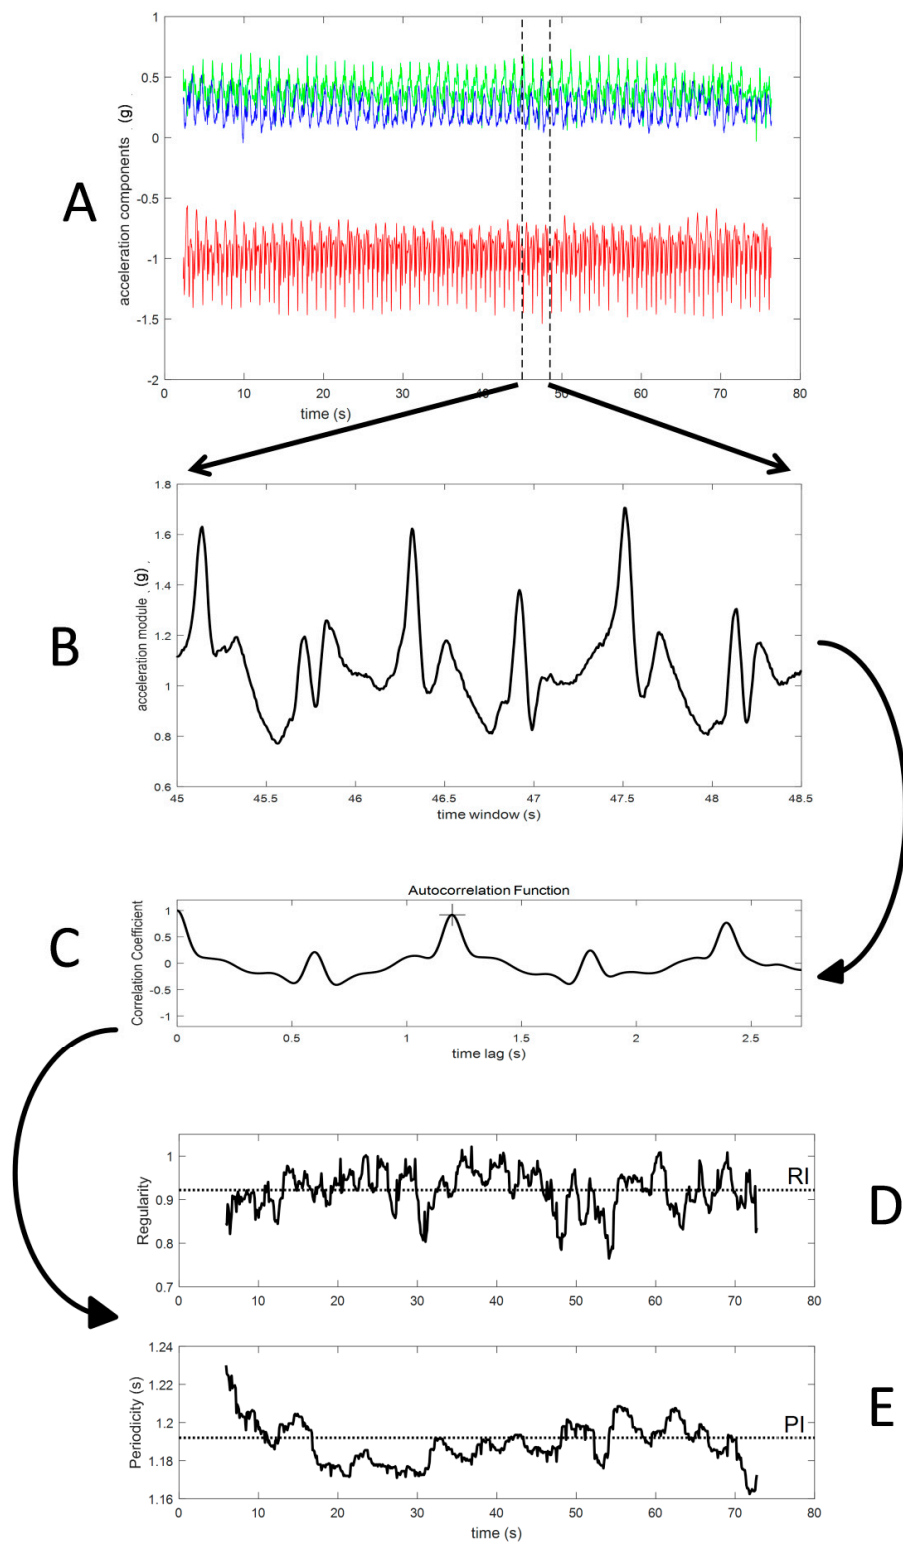 A
acceleration components (g).
1
0.5
0
-0.5
-1
-1.5
-2
0 10 20 30 40 50 60 70 80
time (s)
B
acceleration module (g).
1.8
1.6
1.4
1.2
1
0.8
0.6
45 45.5 46 46.5 47 47.5 48 48.5
time window (s)
Autocorrelation Function
C
Correlation Coefficient
1
0.5
0
-0.5
-1
0 0.5 1 1.5 2 2.5
time lag (s)
Regularity
1
0.9
0.8
0.7
RI
D
0 10 20 30 40 50 60 70 80
Periodicity (s)
1.24
1.22
1.2
1.18
1.16
PI
E
0 10 20 30 40 50 60 70 80
time (s)